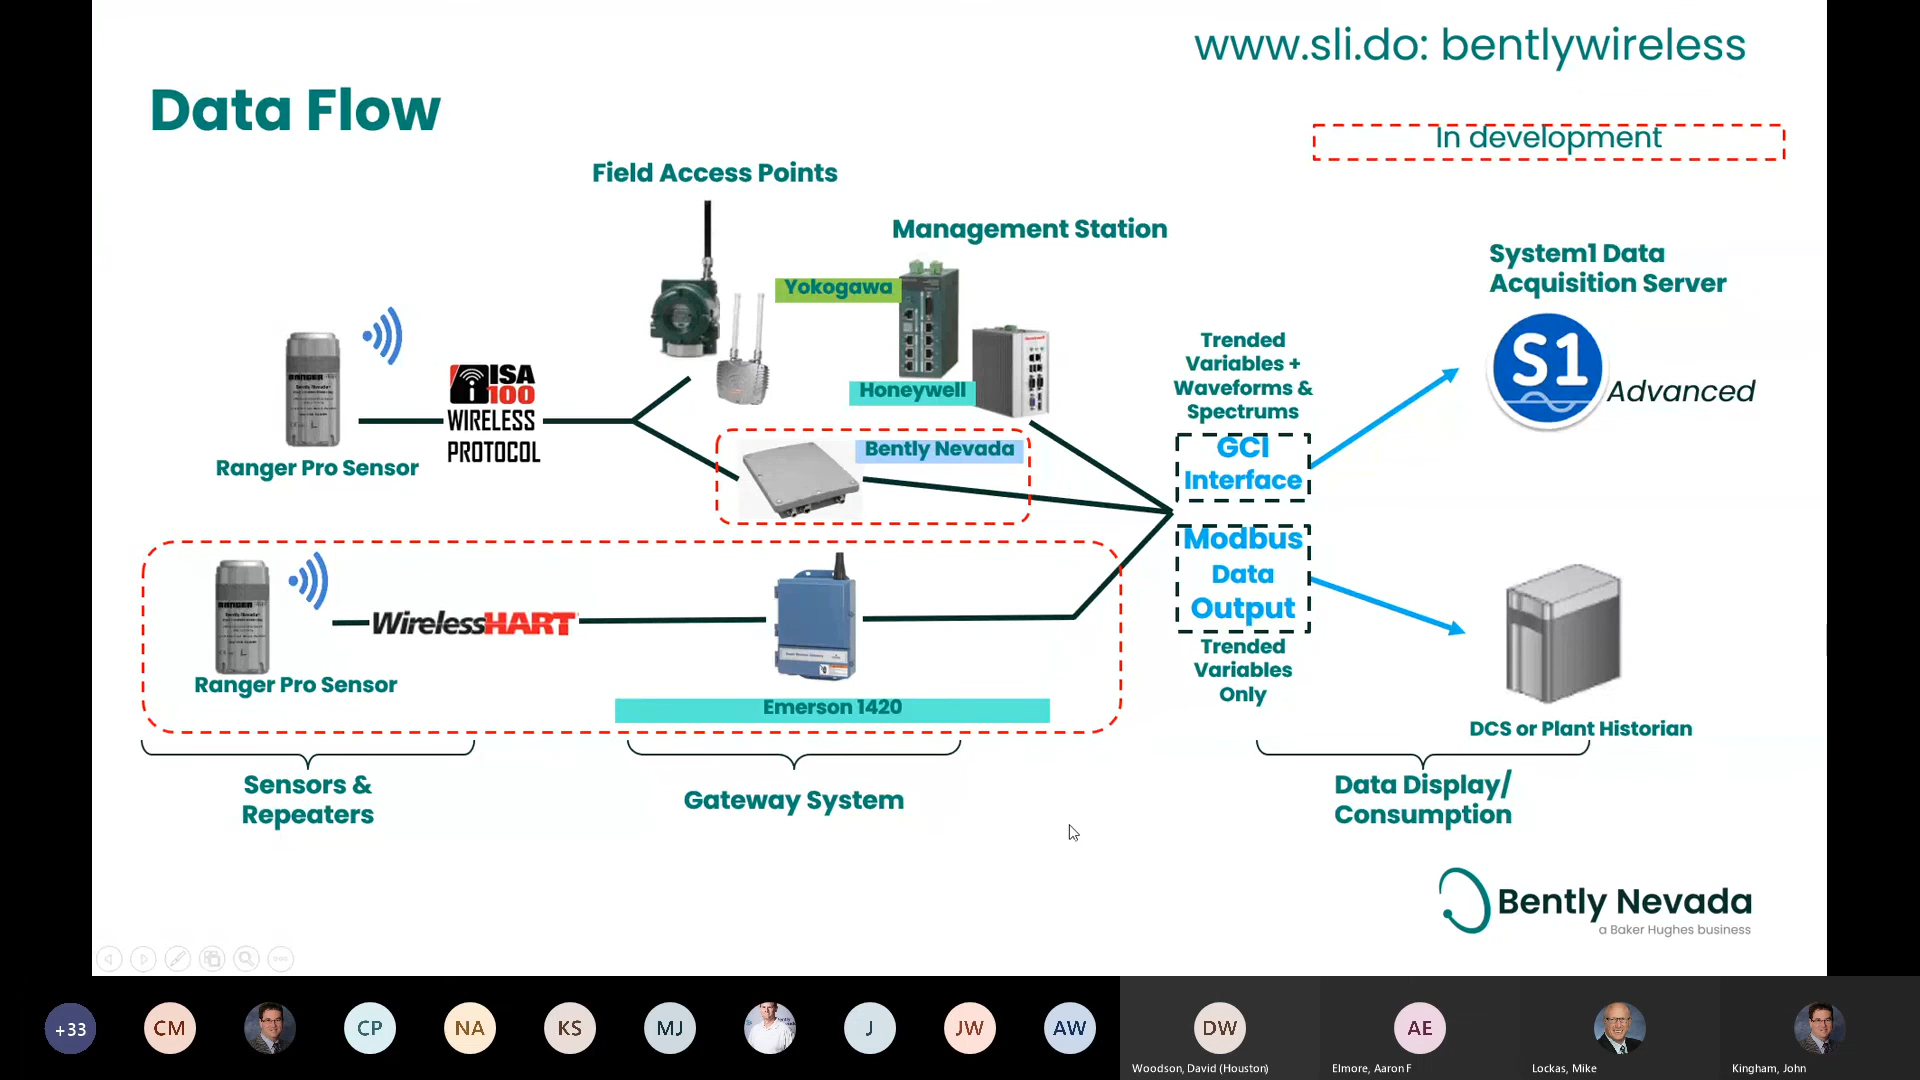 www.sli.do: bentlywireless
Data Flow
In development
Field Access Points
Management Station
Yokogawa
Honeywell
Bently Nevada
System1 Data
Acquisition Server
S1
Advanced
RANGER
ISA
100
WIRELESS
PROTOCOL
Ranger Pro Sensor
Trended
Variables +
Waveforms &
Spectrums
GCI
Interface
Modbus
Data
Output
Trended
Variables
Only
RANGER
WirelessHART
Ranger Pro Sensor
Emerson 1420
DCS or Plant Historian
Sensors &
Repeaters
Gateway System
Data Display/
Consumption
Bently Nevada
a Baker Hughes business
+33
CM
CP
NA
KS
MJ
J
JW
AW
DW
AE
Woodson, David (Houston)
Elmore, Aaron F
Lockas, Mike
Kingham, John